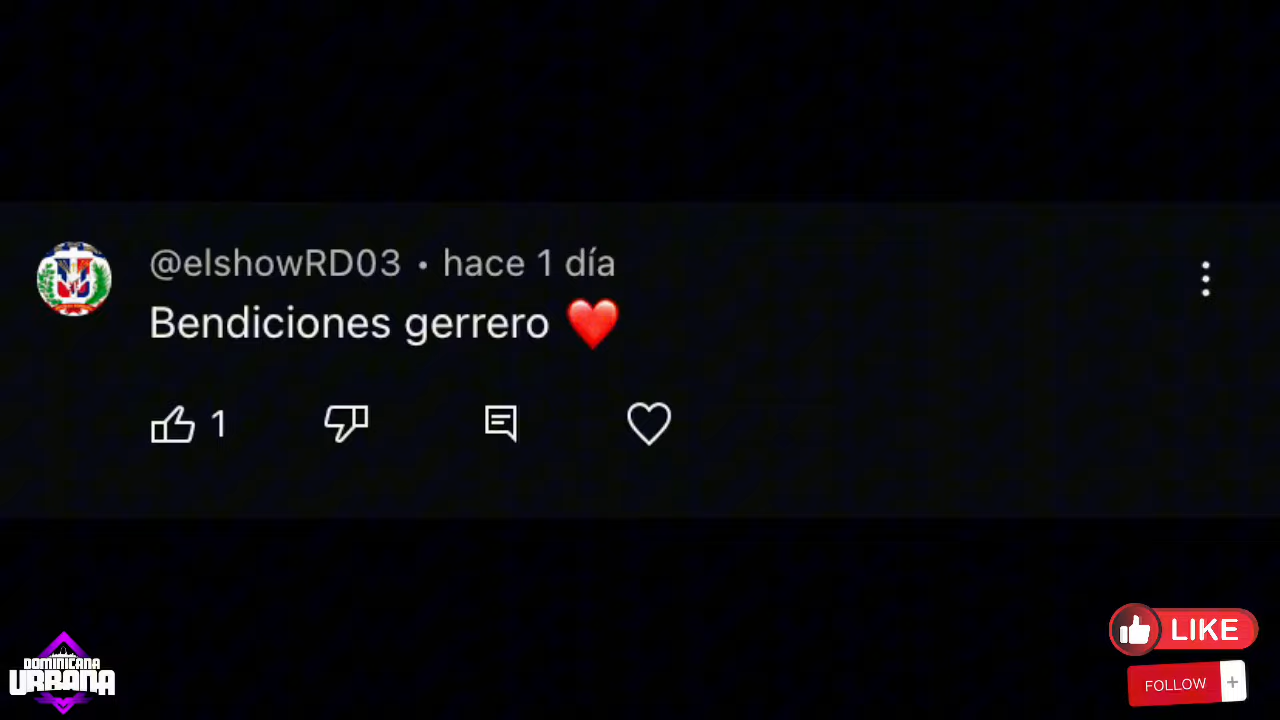 @elshowRD03 · hace 1 día
Bendiciones gerrero ❤️
1
DOMINICANA
URBANA
LIKE
FOLLOW +